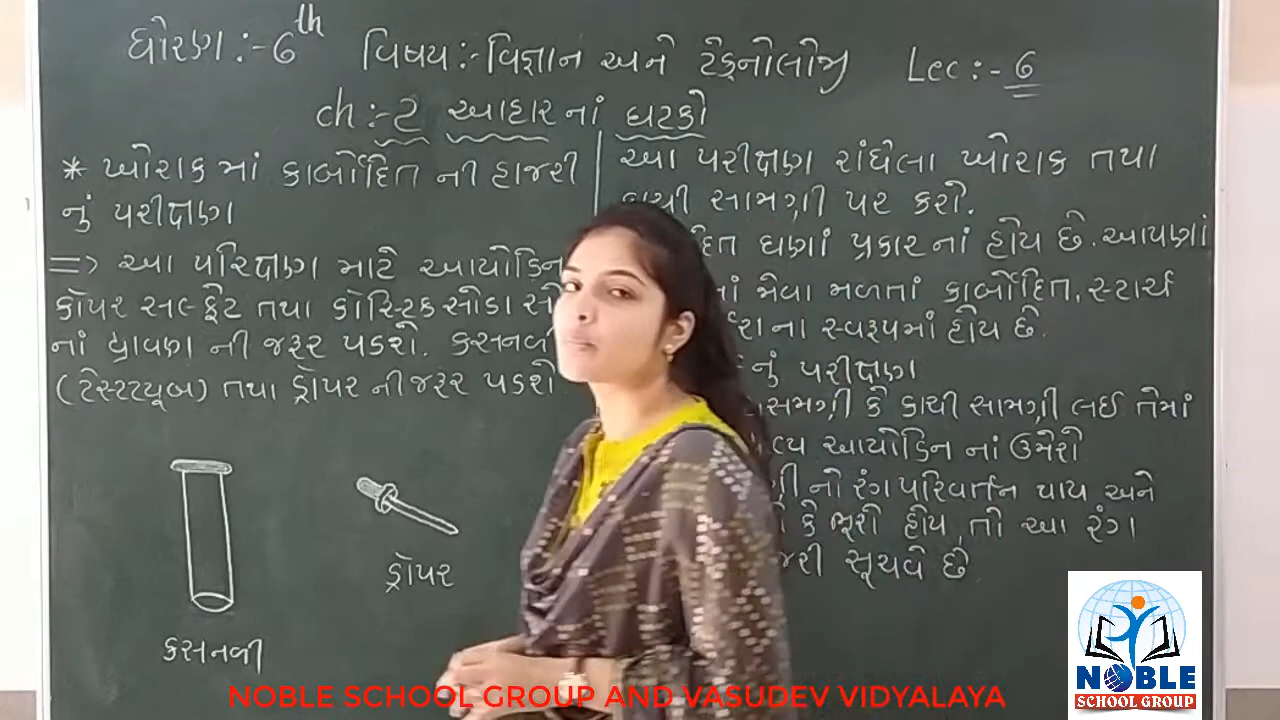 ધોરણ :- 6th વિષય :- વિજ્ઞાન અને ટેકનોલોજી Lec :- 6
ch :- 2 આહારનાં ઘટકો
* ખોરાકમાં કાર્બોદિત ની હાજરી
નું પરીક્ષણ
=> આ પરિક્ષણ માટે આયોડિન
કૉપર સલ્ફેટ તથા કૉસ્ટિક સોડા
નાં દ્રાવણ ની જરૂર પડશે. કસનળી
(ટેસ્ટટ્યૂબ) તથા ડ્રૉપર ની જરૂર પડશે
કસનળી
ડ્રૉપર
આ પરીક્ષણ રાંધેલા ખોરાક તથા
કાચી સામગ્રી પર કરો.
ઘણાં પ્રકાર નાં હોય છે. આપણાં
જોવા મળતાં કાર્બોદિત, સ્ટાર્ચ
ના સ્વરૂપમાં હોય છે.
નું પરીક્ષણ
કે કાચી સામગ્રી લઈ તેમાં
આયોડિન નાં ઉમેરો
નો રંગ પરિવર્તન થાય અને
કે ભૂરો હોય, તો આ રંગ
સૂચવે છે
NOBLE SCHOOL GROUP AND VASUDEV VIDYALAYA
NOBLE
SCHOOL GROUP